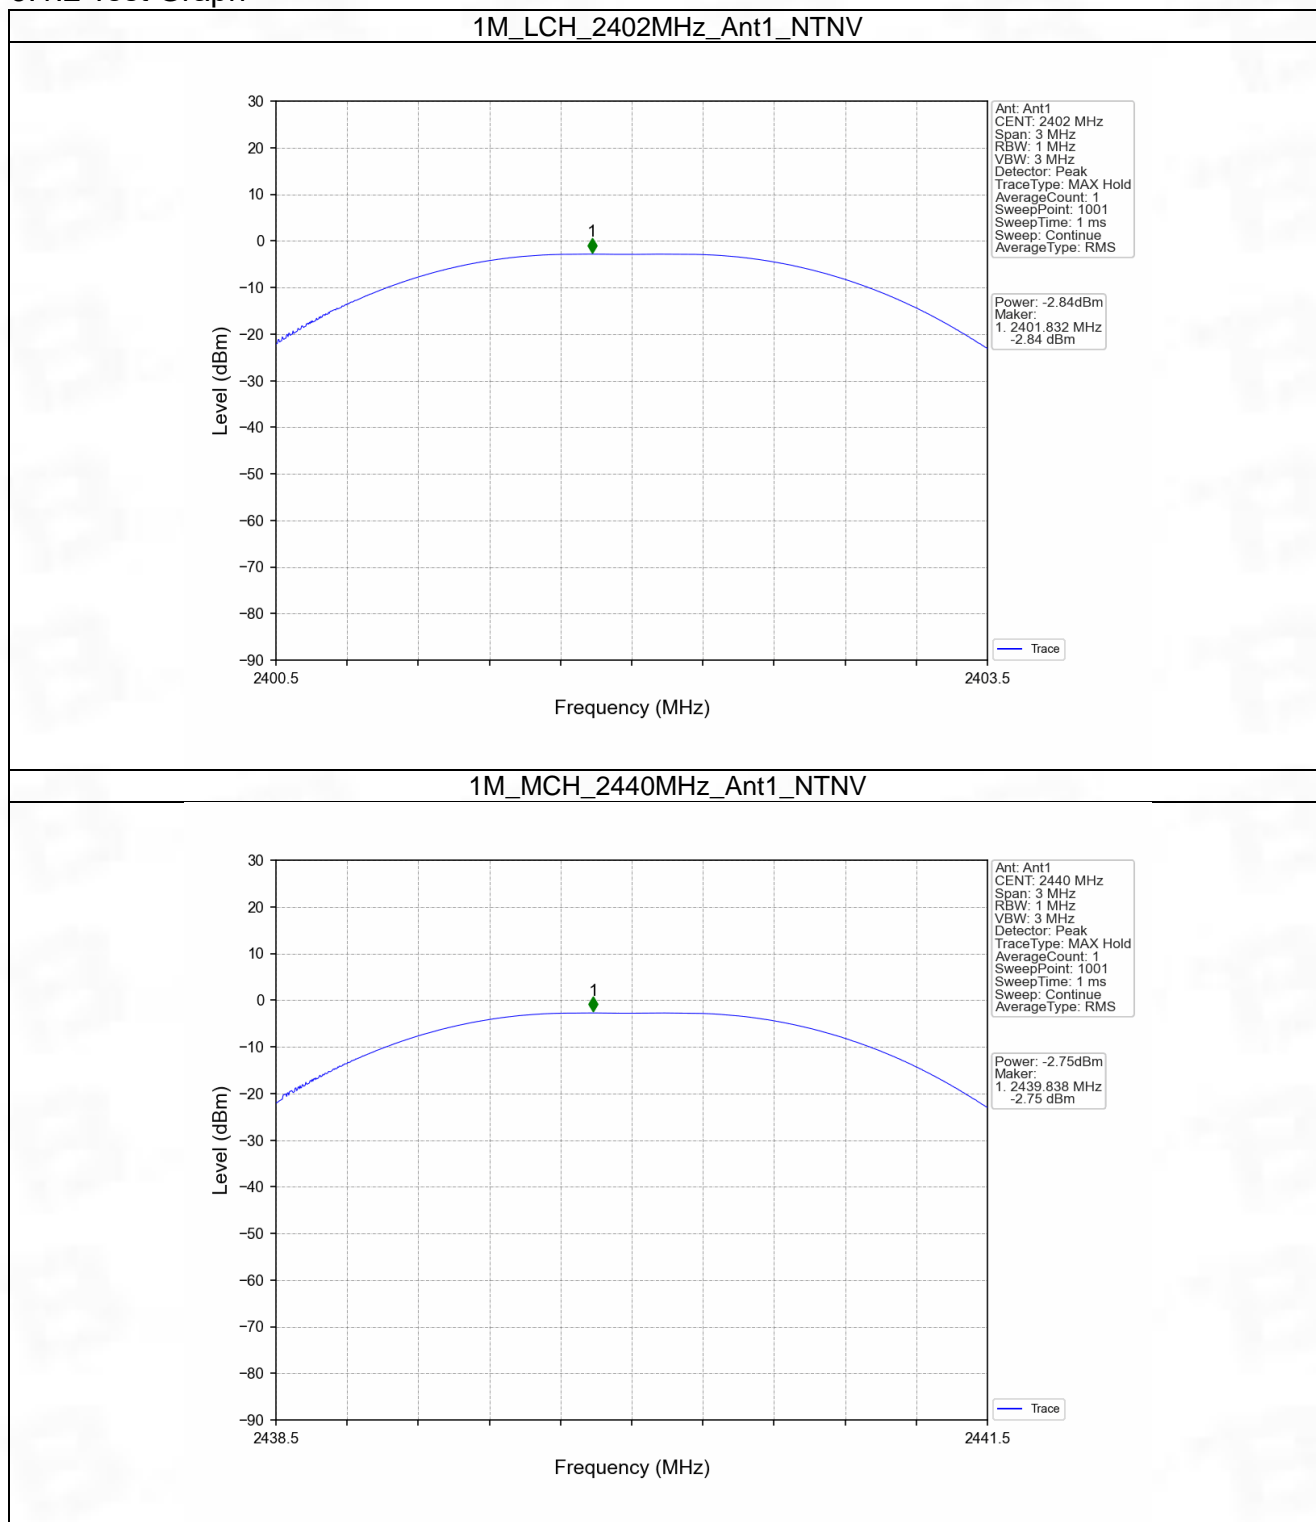 1M_LCH_2402MHz_Ant1_NTNV
30
20
10
0
−10
−20
−30
−40
−50
−60
−70
−80
−90
Level (dBm)
1
2400.5
2403.5
Frequency (MHz)
Ant: Ant1
CENT: 2402 MHz
Span: 3 MHz
RBW: 1 MHz
VBW: 3 MHz
Detector: Peak
TraceType: MAX Hold
AverageCount: 1
SweepPoint: 1001
SweepTime: 1 ms
Sweep: Continue
AverageType: RMS
Power: -2.84dBm
Maker:
1. 2401.832 MHz
-2.84 dBm
Trace
1M_MCH_2440MHz_Ant1_NTNV
30
20
10
0
−10
−20
−30
−40
−50
−60
−70
−80
−90
Level (dBm)
1
2438.5
2441.5
Frequency (MHz)
Ant: Ant1
CENT: 2440 MHz
Span: 3 MHz
RBW: 1 MHz
VBW: 3 MHz
Detector: Peak
TraceType: MAX Hold
AverageCount: 1
SweepPoint: 1001
SweepTime: 1 ms
Sweep: Continue
AverageType: RMS
Power: -2.75dBm
Maker:
1. 2439.838 MHz
-2.75 dBm
Trace